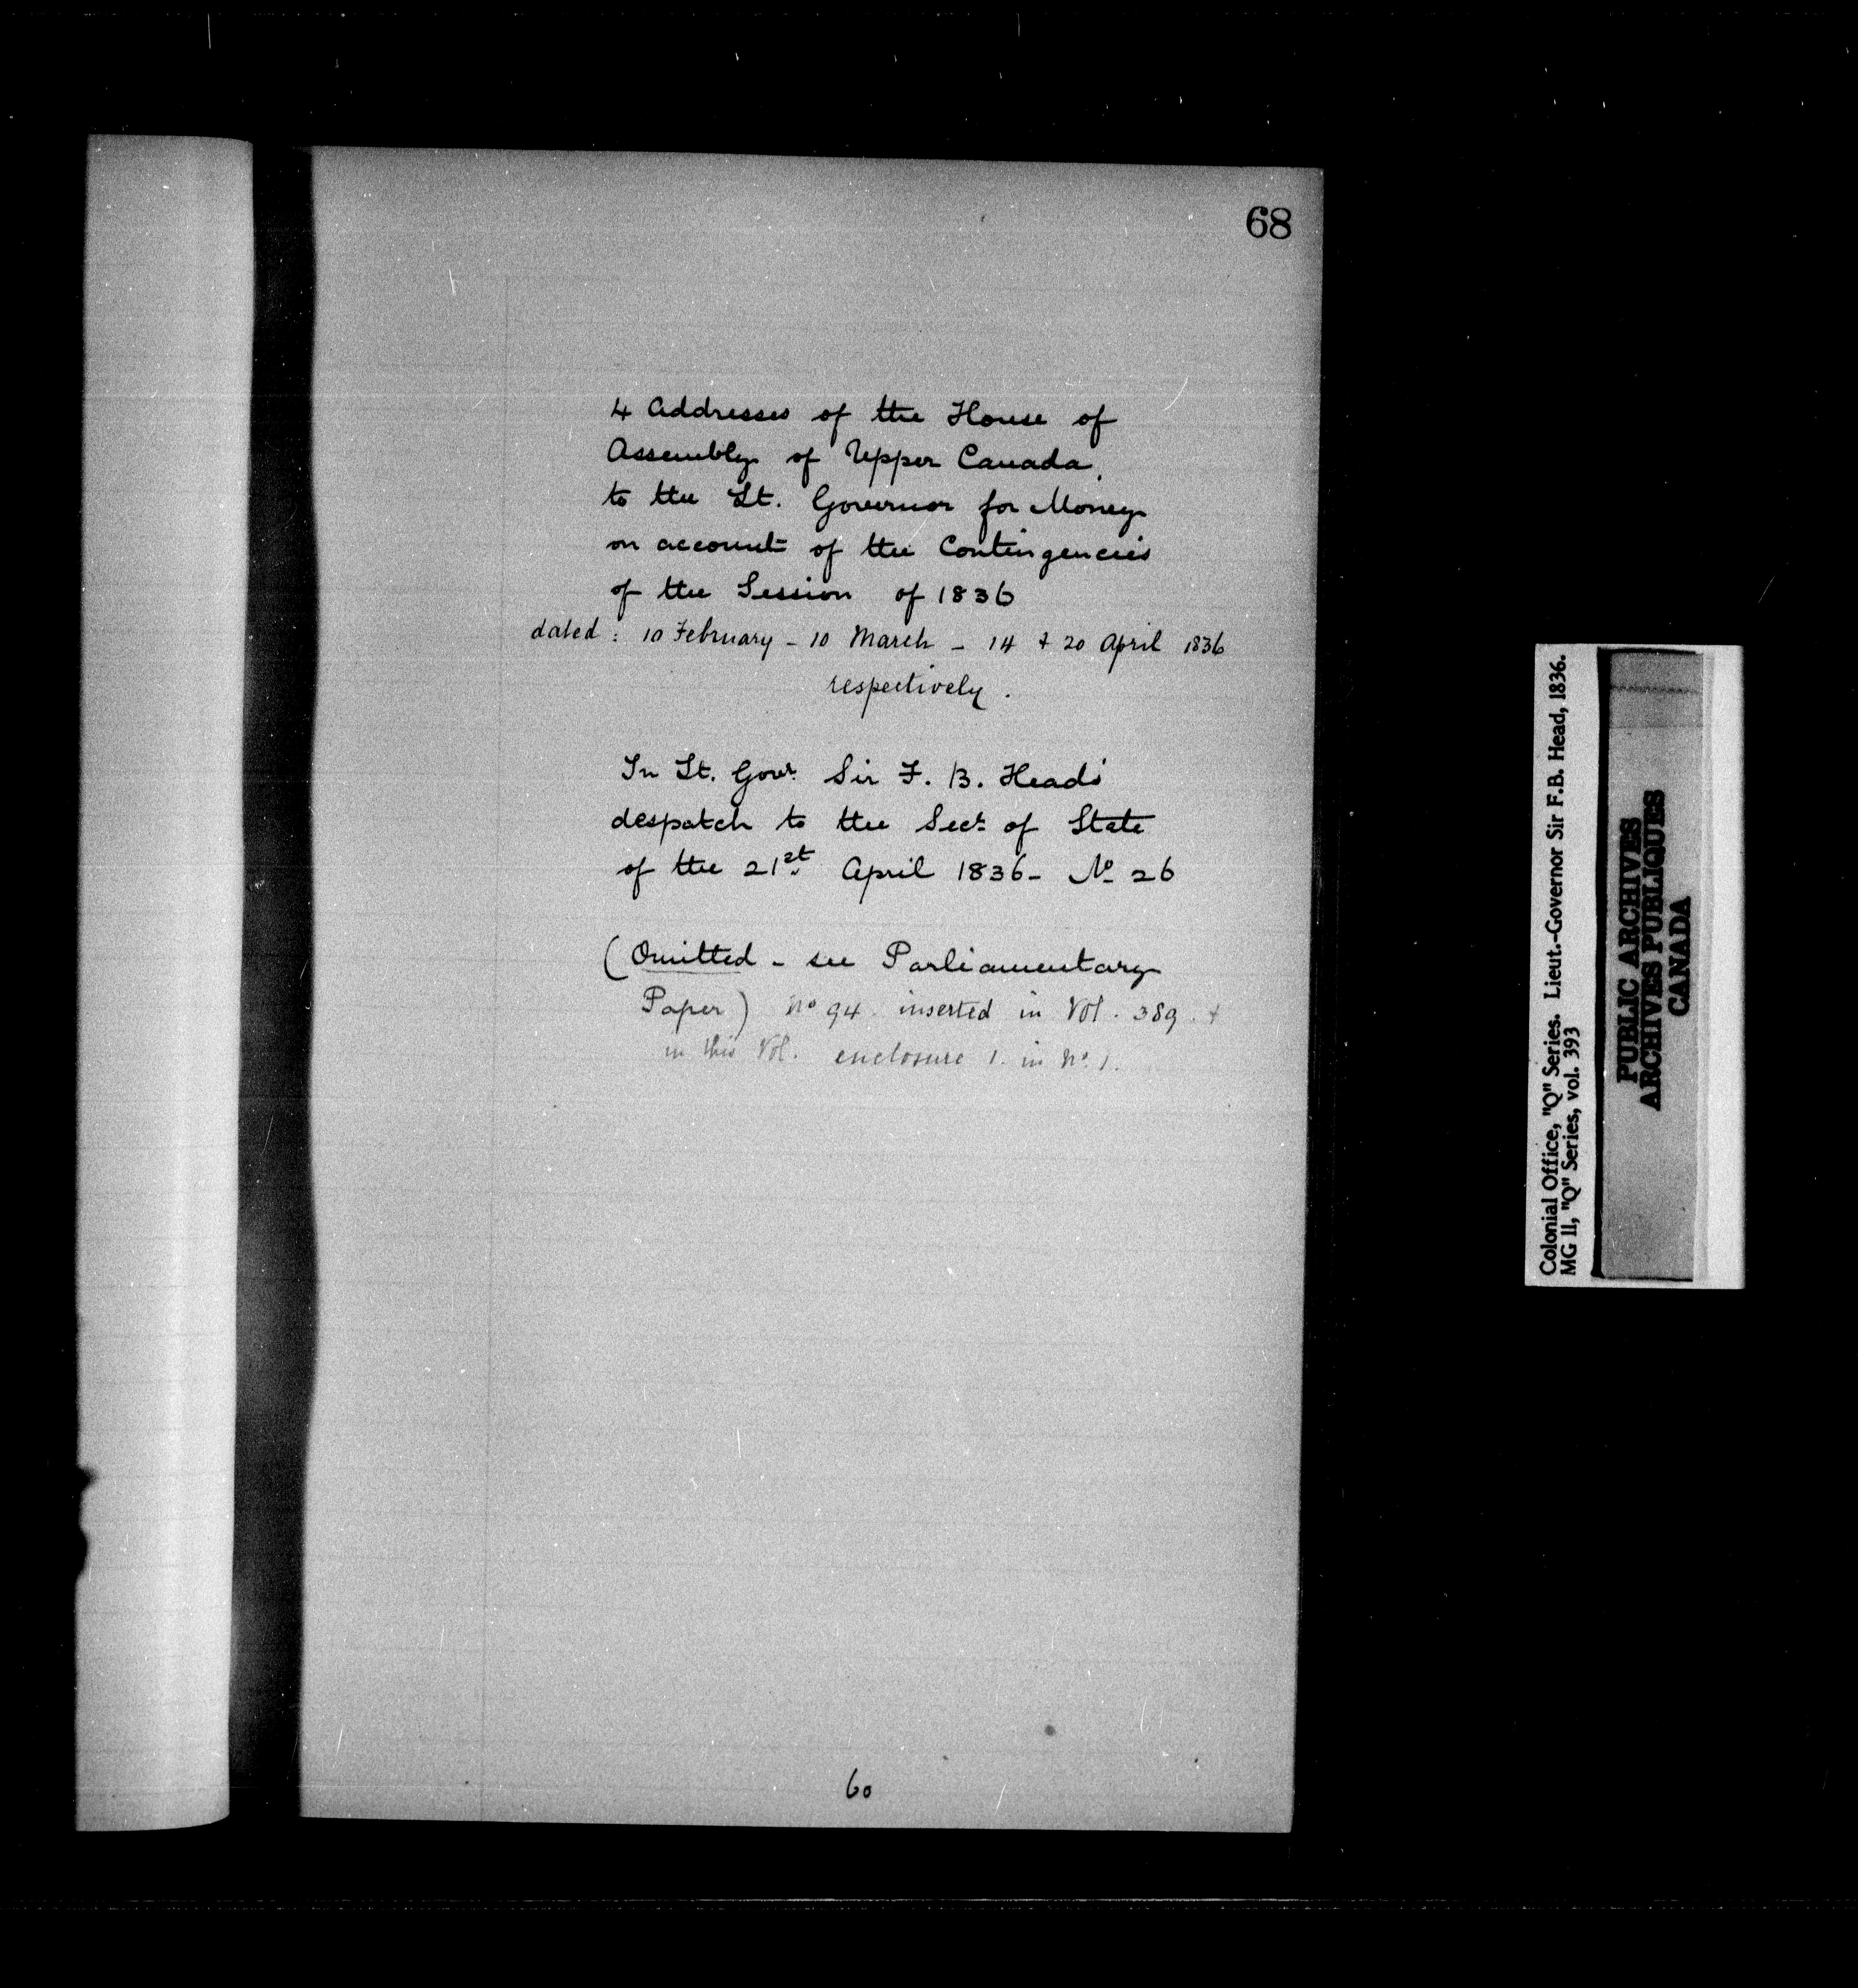 68
4 Addresses of the House of
Assembly of Upper Canada,
to the Lt. Governor for Money
on account of the Contingencies
of the Session of 1836
dated : 10 February - 10 March - 14 & 20 April 1836
respectively.
In Lt. Govr. Sir F. B. Head's
despatch to the Secy. of State
of the 21st. April 1836 - No 26
(Omitted - see Parliamentary
Paper) No 94. inserted in Vol. 389. &
in this Vol. enclosure 1. in No. 1.
60
Colonial Office, "Q" Series. Lieut.-Governor Sir F.B. Head, 1836.
MG 11, "Q" Series, vol. 393
PUBLIC ARCHIVES
ARCHIVES PUBLIQUES
CANADA